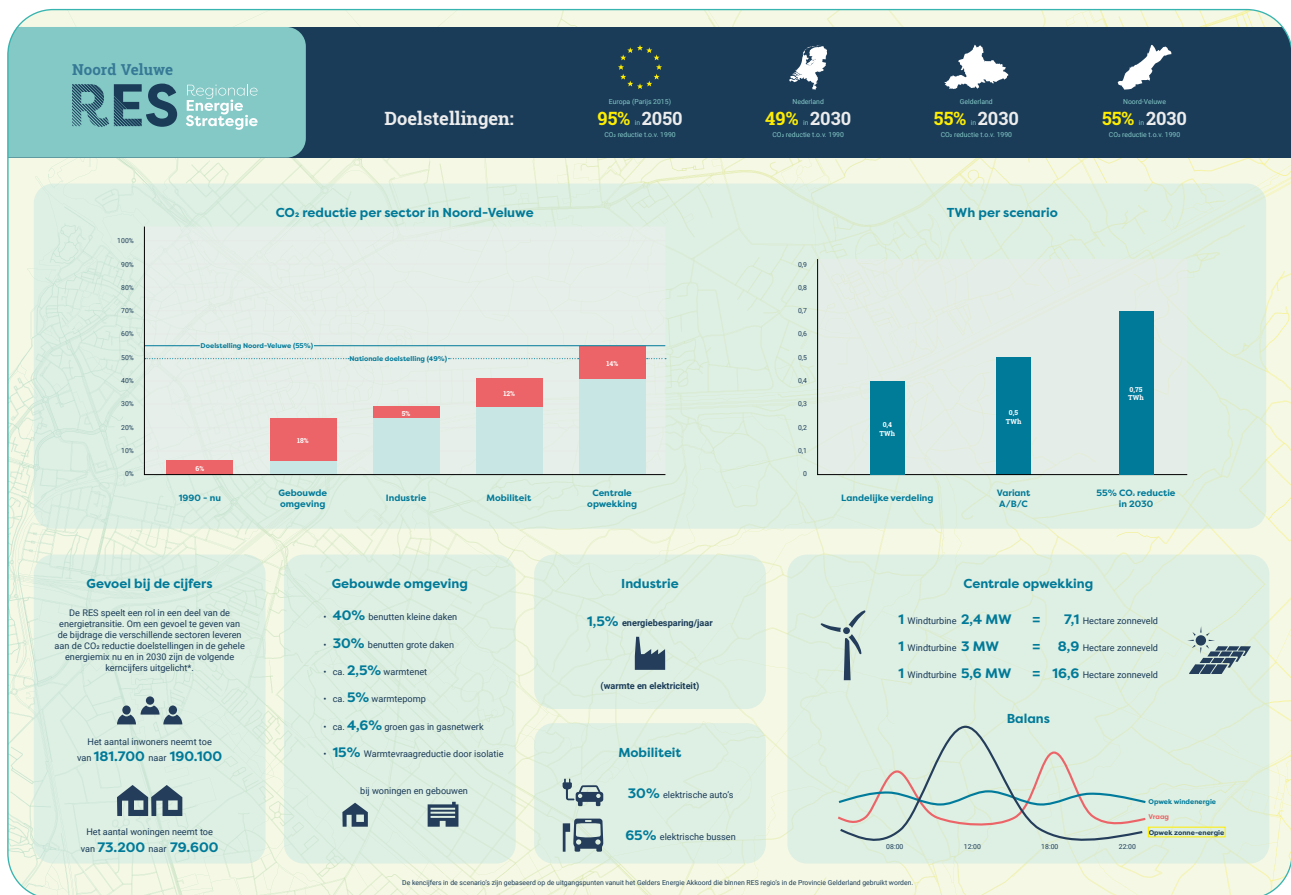 Noord Veluwe
RES Regionale
Energie
Strategie
Doelstellingen:
Europa (Parijs 2015)
95% in 2050
CO₂ reductie t.o.v. 1990
Nederland
49% in 2030
CO₂ reductie t.o.v. 1990
Gelderland
55% in 2030
CO₂ reductie t.o.v. 1990
Noord-Veluwe
55% in 2030
CO₂ reductie t.o.v. 1990
CO₂ reductie per sector in Noord-Veluwe
100%
90%
80%
70%
60%
50%
40%
30%
20%
10%
0%
Doelstelling Noord-Veluwe (55%)
Nationale doelstelling (49%)
6%
18%
5%
12%
14%
1990 - nu
Gebouwde
omgeving
Industrie
Mobiliteit
Centrale
opwekking
TWh per scenario
0,9
0,8
0,7
0,6
0,5
0,4
0,3
0,2
0,1
0
0,4
TWh
0,5
TWh
0,75
TWh
Landelijke verdeling
Variant
A/B/C
55% CO₂ reductie
in 2030
Gevoel bij de cijfers
De RES speelt een rol in een deel van de
energietransitie. Om een gevoel te geven van
de bijdrage die verschillende sectoren leveren
aan de CO₂ reductie doelstellingen in de gehele
energiemix nu en in 2030 zijn de volgende
kerncijfers uitgelicht*.
Het aantal inwoners neemt toe
van 181.700 naar 190.100
Het aantal woningen neemt toe
van 73.200 naar 79.600
Gebouwde omgeving
· 40% benutten kleine daken
· 30% benutten grote daken
· ca. 2,5% warmtenet
· ca. 5% warmtepomp
· ca. 4,6% groen gas in gasnetwerk
· 15% Warmtevraagreductie door isolatie
bij woningen en gebouwen
Industrie
1,5% energiebesparing/jaar
(warmte en elektriciteit)
Mobiliteit
30% elektrische auto's
65% elektrische bussen
Centrale opwekking
1 Windturbine 2,4 MW = 7,1 Hectare zonneveld
1 Windturbine 3 MW = 8,9 Hectare zonneveld
1 Windturbine 5,6 MW = 16,6 Hectare zonneveld
Balans
Opwek windenergie
Vraag
Opwek zonne-energie
08:00
12:00
18:00
22:00
De kencijfers in de scenario's zijn gebaseerd op de uitgangspunten vanuit het Gelders Energie Akkoord die binnen RES regio's in de Provincie Gelderland gebruikt worden.